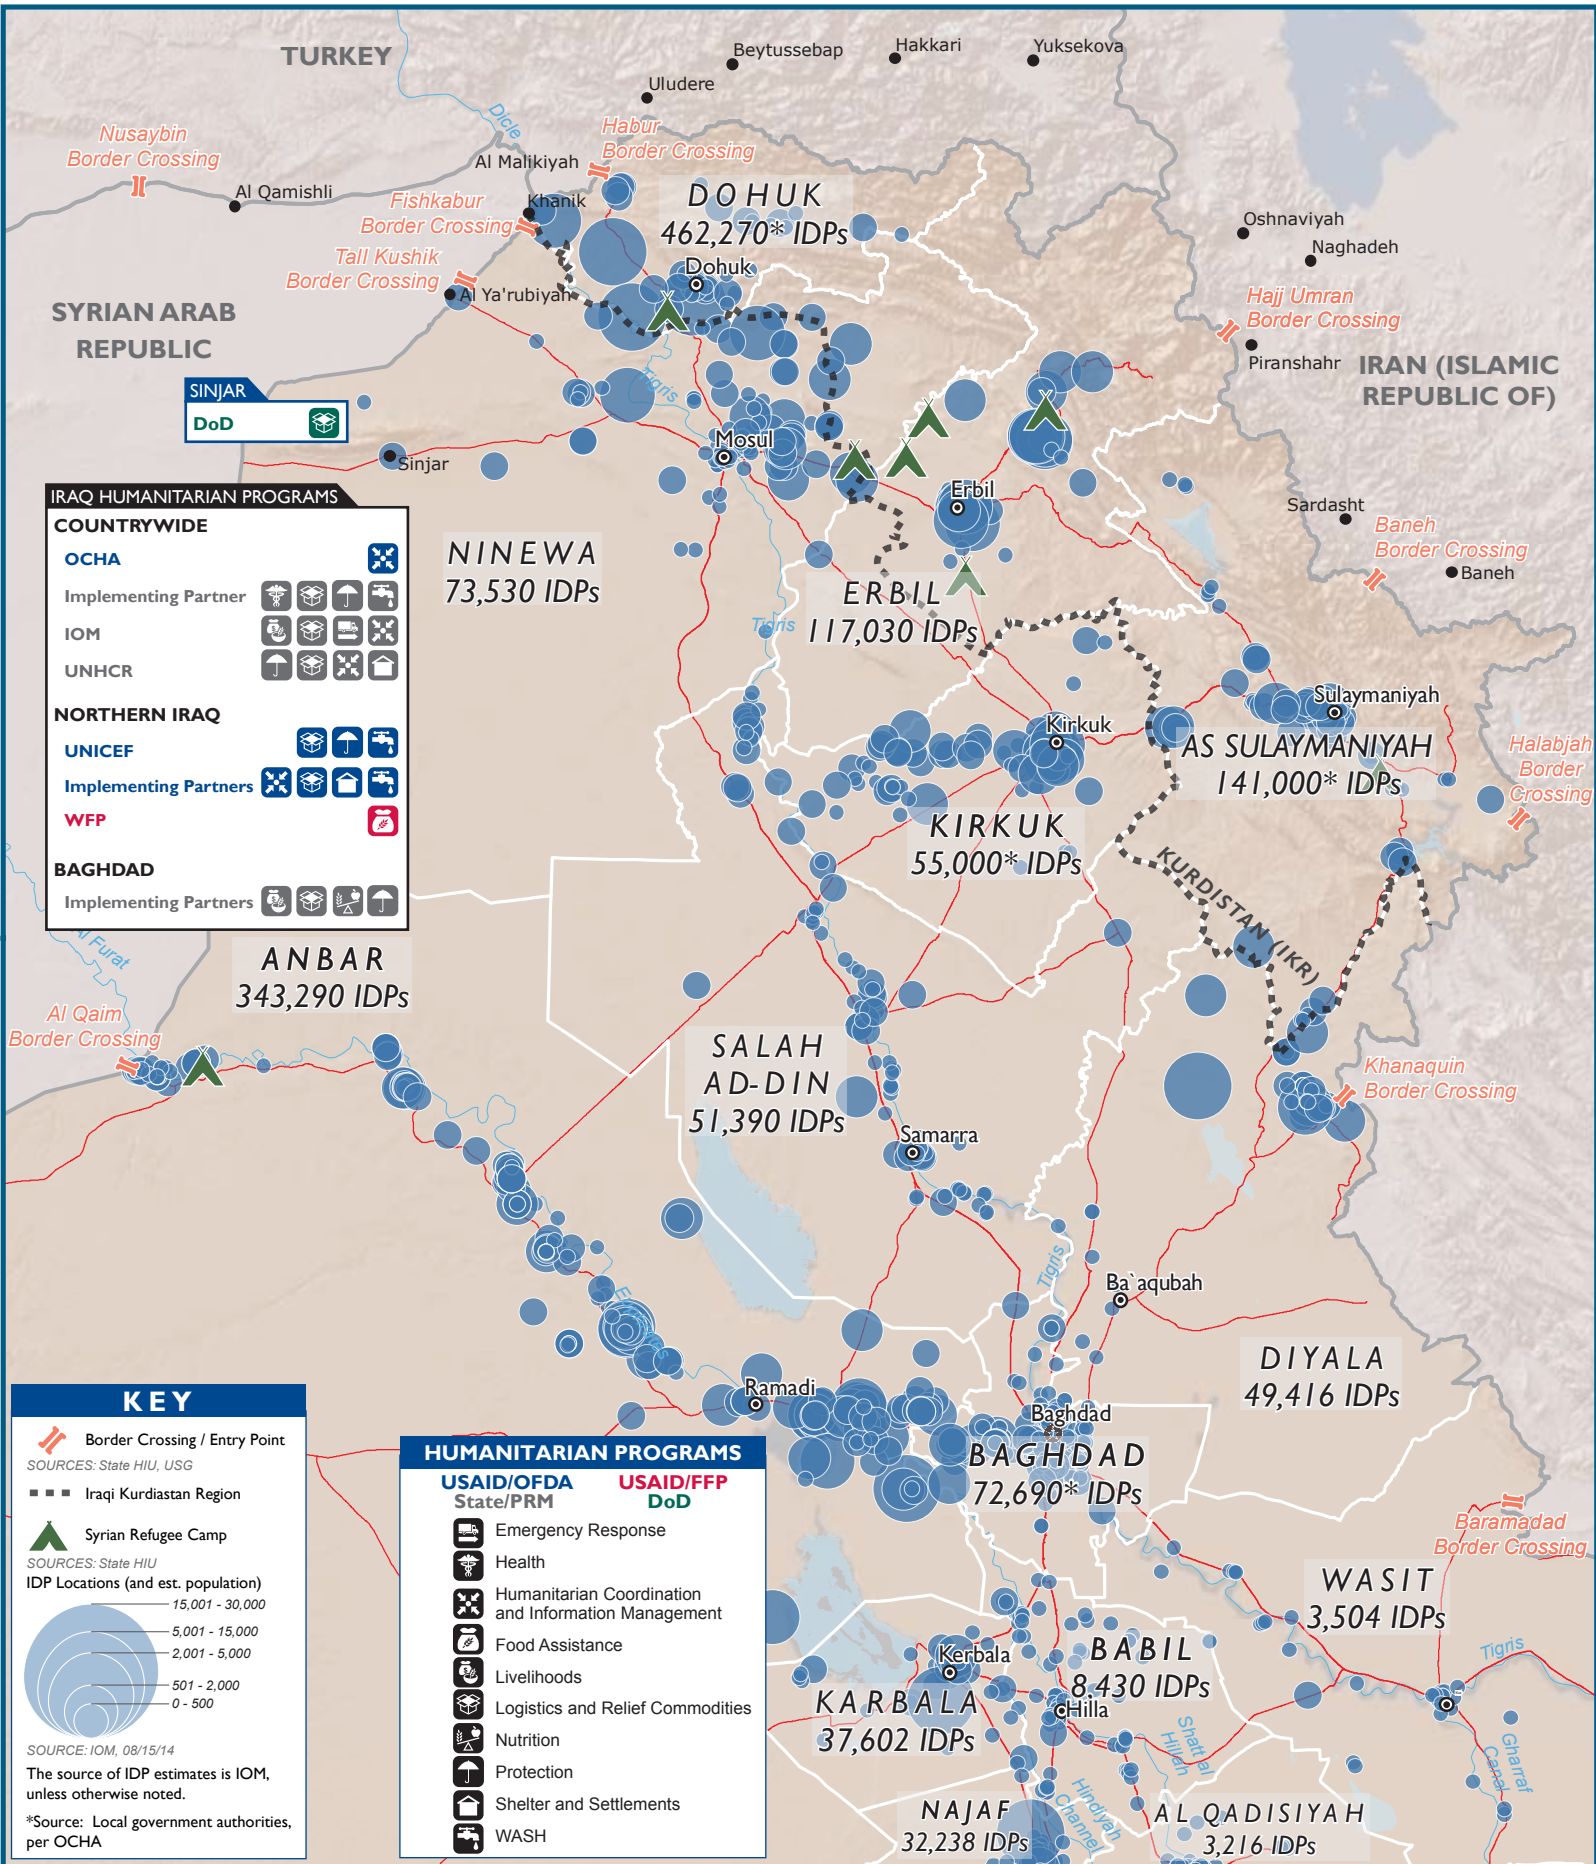 TURKEY
Beytussebap
Hakkari
Yuksekova
Uludere
Dicle
Nusaybin
Border Crossing
Habur
Border Crossing
Al Malikiyah
Al Qamishli
Fishkabur
Border Crossing
Khanik
DOHUK
462,270* IDPs
Dohuk
Tall Kushik
Border Crossing
Al Ya'rubiyah
Oshnaviyah
Naghadeh
Hajj Umran
Border Crossing
Piranshahr
SYRIAN ARAB
REPUBLIC
IRAN (ISLAMIC
REPUBLIC OF)
SINJAR
DoD
Tigris
Mosul
Sinjar
Erbil
Sardasht
Baneh
Border Crossing
Baneh
IRAQ HUMANITARIAN PROGRAMS
COUNTRYWIDE
OCHA
Implementing Partner
IOM
UNHCR
NORTHERN IRAQ
UNICEF
Implementing Partners
WFP
BAGHDAD
Implementing Partners
NINEWA
73,530 IDPs
ERBIL
117,030 IDPs
Tigris
Sulaymaniyah
Kirkuk
AS SULAYMANIYAH
141,000* IDPs
Halabjah
Border
Crossing
KIRKUK
55,000* IDPs
KURDISTAN (IKR)
Al Furat
ANBAR
343,290 IDPs
Al Qaim
Border Crossing
SALAH
AD-DIN
51,390 IDPs
Khanaquin
Border Crossing
Samarra
Tigris
Ba`aqubah
Euphrates
DIYALA
49,416 IDPs
Ramadi
Baghdad
BAGHDAD
72,690* IDPs
Baramadad
Border Crossing
WASIT
3,504 IDPs
Tigris
Kerbala
BABIL
8,430 IDPs
KARBALA
37,602 IDPs
Hilla
Shatt al
Hillah
Gharraf
Canal
Hindiyah
Channel
NAJAF
32,238 IDPs
AL QADISIYAH
3,216 IDPs
KEY
Border Crossing / Entry Point
SOURCES: State HIU, USG
Iraqi Kurdiastan Region
Syrian Refugee Camp
SOURCES: State HIU
IDP Locations (and est. population)
15,001 - 30,000
5,001 - 15,000
2,001 - 5,000
501 - 2,000
0 - 500
SOURCE: IOM, 08/15/14
The source of IDP estimates is IOM,
unless otherwise noted.
*Source: Local government authorities,
per OCHA
HUMANITARIAN PROGRAMS
USAID/OFDA USAID/FFP
State/PRM DoD
Emergency Response
Health
Humanitarian Coordination
and Information Management
Food Assistance
Livelihoods
Logistics and Relief Commodities
Nutrition
Protection
Shelter and Settlements
WASH